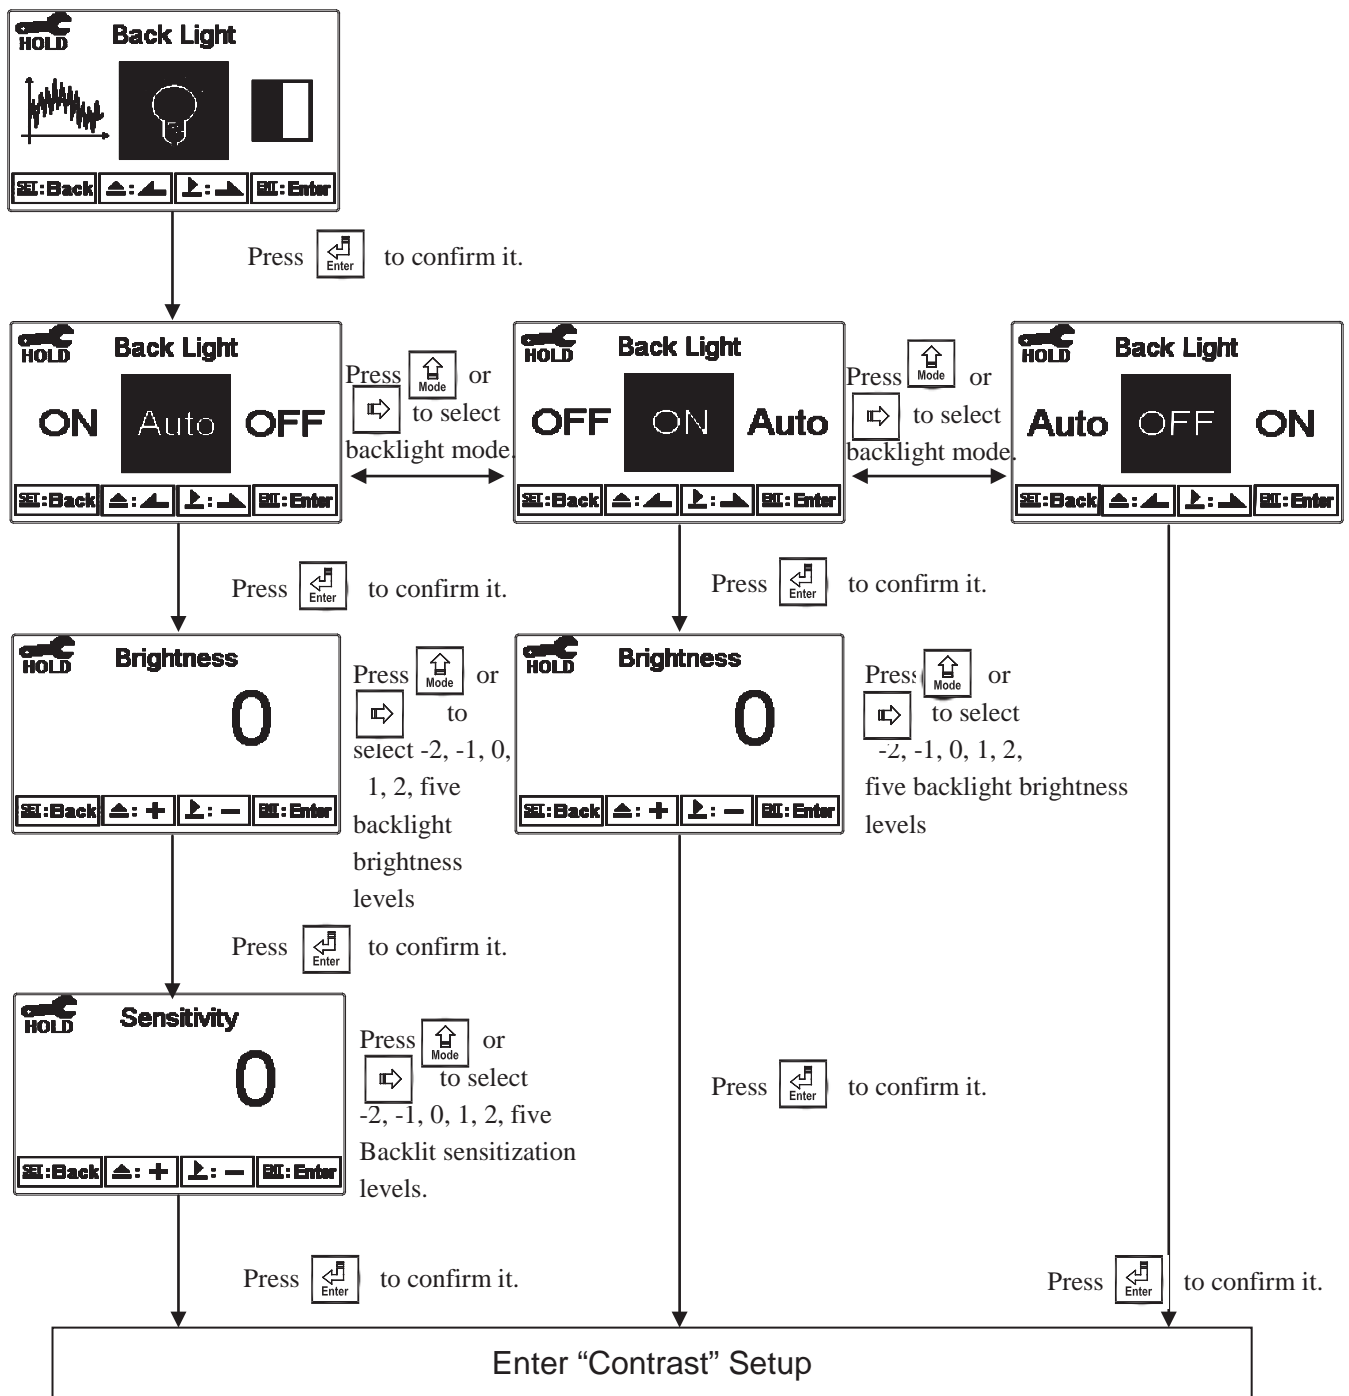 HOLD Back Light
SET:Back ENT:Enter
Press Enter to confirm it.
HOLD Back Light
ON Auto OFF
SET:Back ENT:Enter
Press Mode or
to select
backlight mode.
HOLD Back Light
OFF ON Auto
SET:Back ENT:Enter
Press Mode or
to select
backlight mode.
HOLD Back Light
Auto OFF ON
SET:Back ENT:Enter
Press Enter to confirm it.
Press Enter to confirm it.
HOLD Brightness
0
SET:Back : + : – ENT:Enter
Press Mode or
to
select -2, -1, 0,
1, 2, five
backlight
brightness
levels
HOLD Brightness
0
SET:Back : + : – ENT:Enter
Press Mode or
to select
-2, -1, 0, 1, 2,
five backlight brightness
levels
Press Enter to confirm it.
HOLD Sensitivity
0
SET:Back : + : – ENT:Enter
Press Mode or
to select
-2, -1, 0, 1, 2, five
Backlit sensitization
levels.
Press Enter to confirm it.
Press Enter to confirm it.
Press Enter to confirm it.
Enter “Contrast” Setup